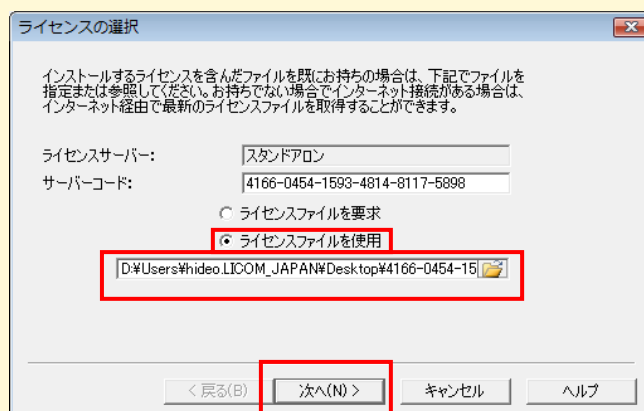 ライセンスの選択
インストールするライセンスを含んだファイルを既にお持ちの場合は、下記でファイルを
指定または参照してください。お持ちでない場合でインターネット接続がある場合は、
インターネット経由で最新のライセンスファイルを取得することができます。
ライセンスサーバー: スタンドアロン
サーバーコード: 4166-0454-1593-4814-8117-5898
ライセンスファイルを要求
ライセンスファイルを使用
D:¥Users¥hideo.LICOM_JAPAN¥Desktop¥4166-0454-15
< 戻る(B) 次へ(N) > キャンセル ヘルプ